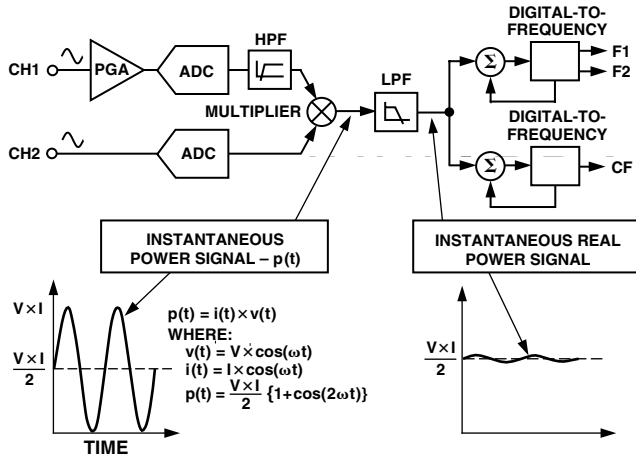 DIGITAL-TO-
FREQUENCY
HPF
CH1
PGA
ADC
LPF
Σ
F1
F2
MULTIPLIER
DIGITAL-TO-
FREQUENCY
CH2
ADC
Σ
CF
INSTANTANEOUS
POWER SIGNAL – p(t)
INSTANTANEOUS REAL
POWER SIGNAL
V × I
V × I
2
TIME
p(t) = i(t) × v(t)
WHERE:
v(t) = V × cos(ωt)
i(t) = I × cos(ωt)
p(t) = V × I / 2 {1+cos(2ωt)}
V × I
2